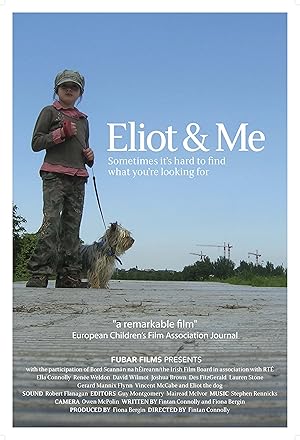 Eliot & Me
Sometimes it's hard to find
what you're looking for
"a remarkable film"
European Children's Film Association Journal
FUBAR FILMS PRESENTS
with the participation of Bord Scannán na hÉireann/the Irish Film Board in association with RTÉ
Ella Connolly Renee Weldon David Wilmot Joshua Brown Des FitzGerald Lauren Stone
Gerard Mannix Flynn Vincent McCabe and Eliot the dog
SOUND Robert Flanagan EDITORS Guy Montgomery Mairead McIvor MUSIC Stephen Rennicks
CAMERA Owen McPolin WRITTEN BY Fintan Connolly and Fiona Bergin
PRODUCED BY Fiona Bergin DIRECTED BY Fintan Connolly